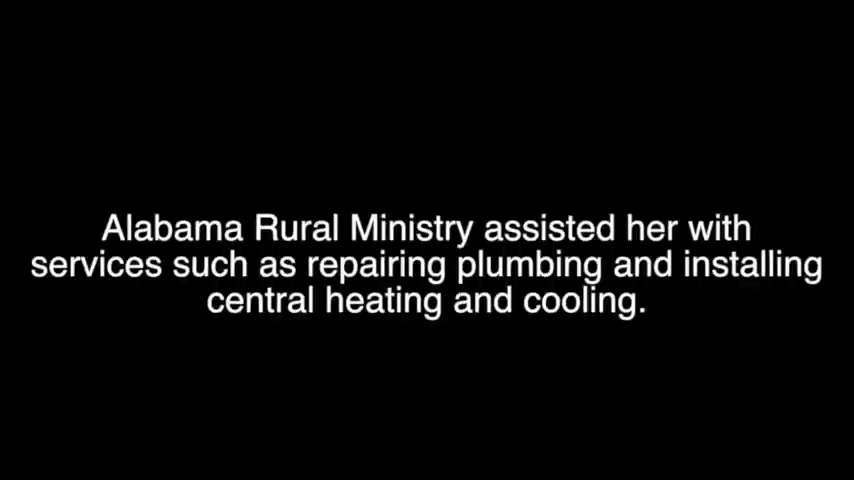 Alabama Rural Ministry assisted her with
services such as repairing plumbing and installing
central heating and cooling.